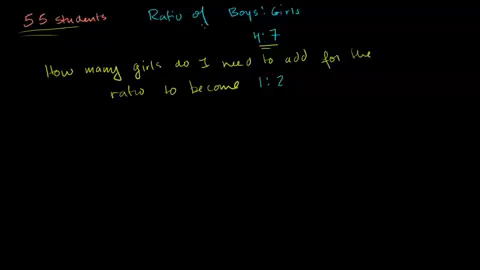 55 students Ratio of Boys: Girls
4:7
How many girls do I need to add for the
ratio to become 1:2